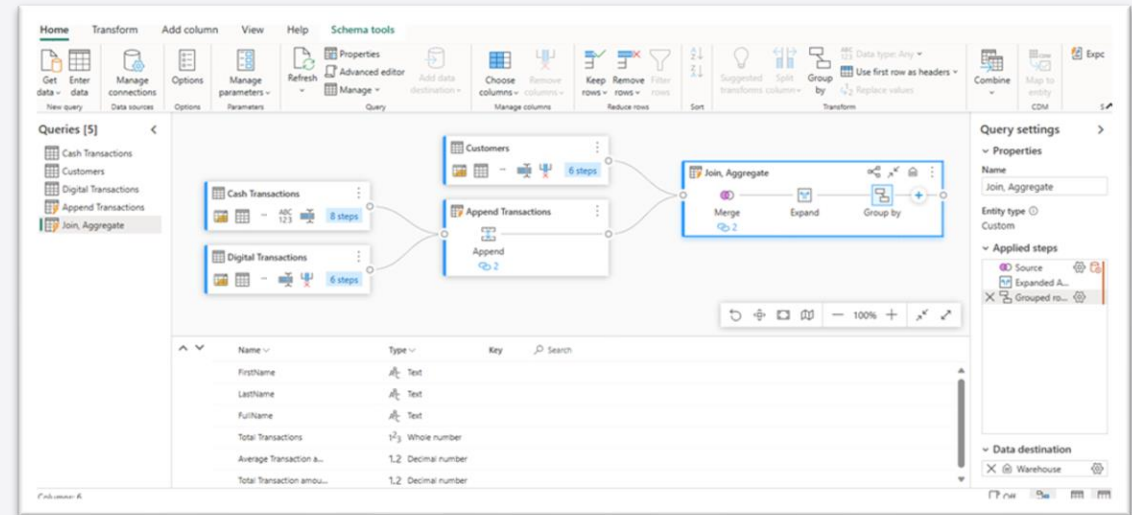 Home Transform Add column View Help Schema tools
Get data Enter data
New query
Manage connections
Data sources
Options
Options
Manage parameters
Parameters
Refresh
Properties
Advanced editor
Manage
Query
Add data destination
Choose columns
Remove columns
Manage columns
Keep rows
Remove rows
Filter rows
Reduce rows
Sort
Suggested transforms
Split column
Group by
Data type: Any
Use first row as headers
Replace values
Transform
Combine
Map to entity
CDM
Expc
Queries [5]
Cash Transactions
Customers
Digital Transactions
Append Transactions
Join, Aggregate
Customers
6 steps
Cash Transactions
8 steps
Digital Transactions
6 steps
Append Transactions
Append
2
Join, Aggregate
Merge Expand Group by
2
100%
Name Type Key Search
FirstName Text
LastName Text
FullName Text
Total Transactions Whole number
Average Transaction a... Decimal number
Total Transaction amou... Decimal number
Columns: 6
Query settings
Properties
Name
Join, Aggregate
Entity type
Custom
Applied steps
Source
Expanded A...
Grouped ro...
Data destination
Warehouse
Off